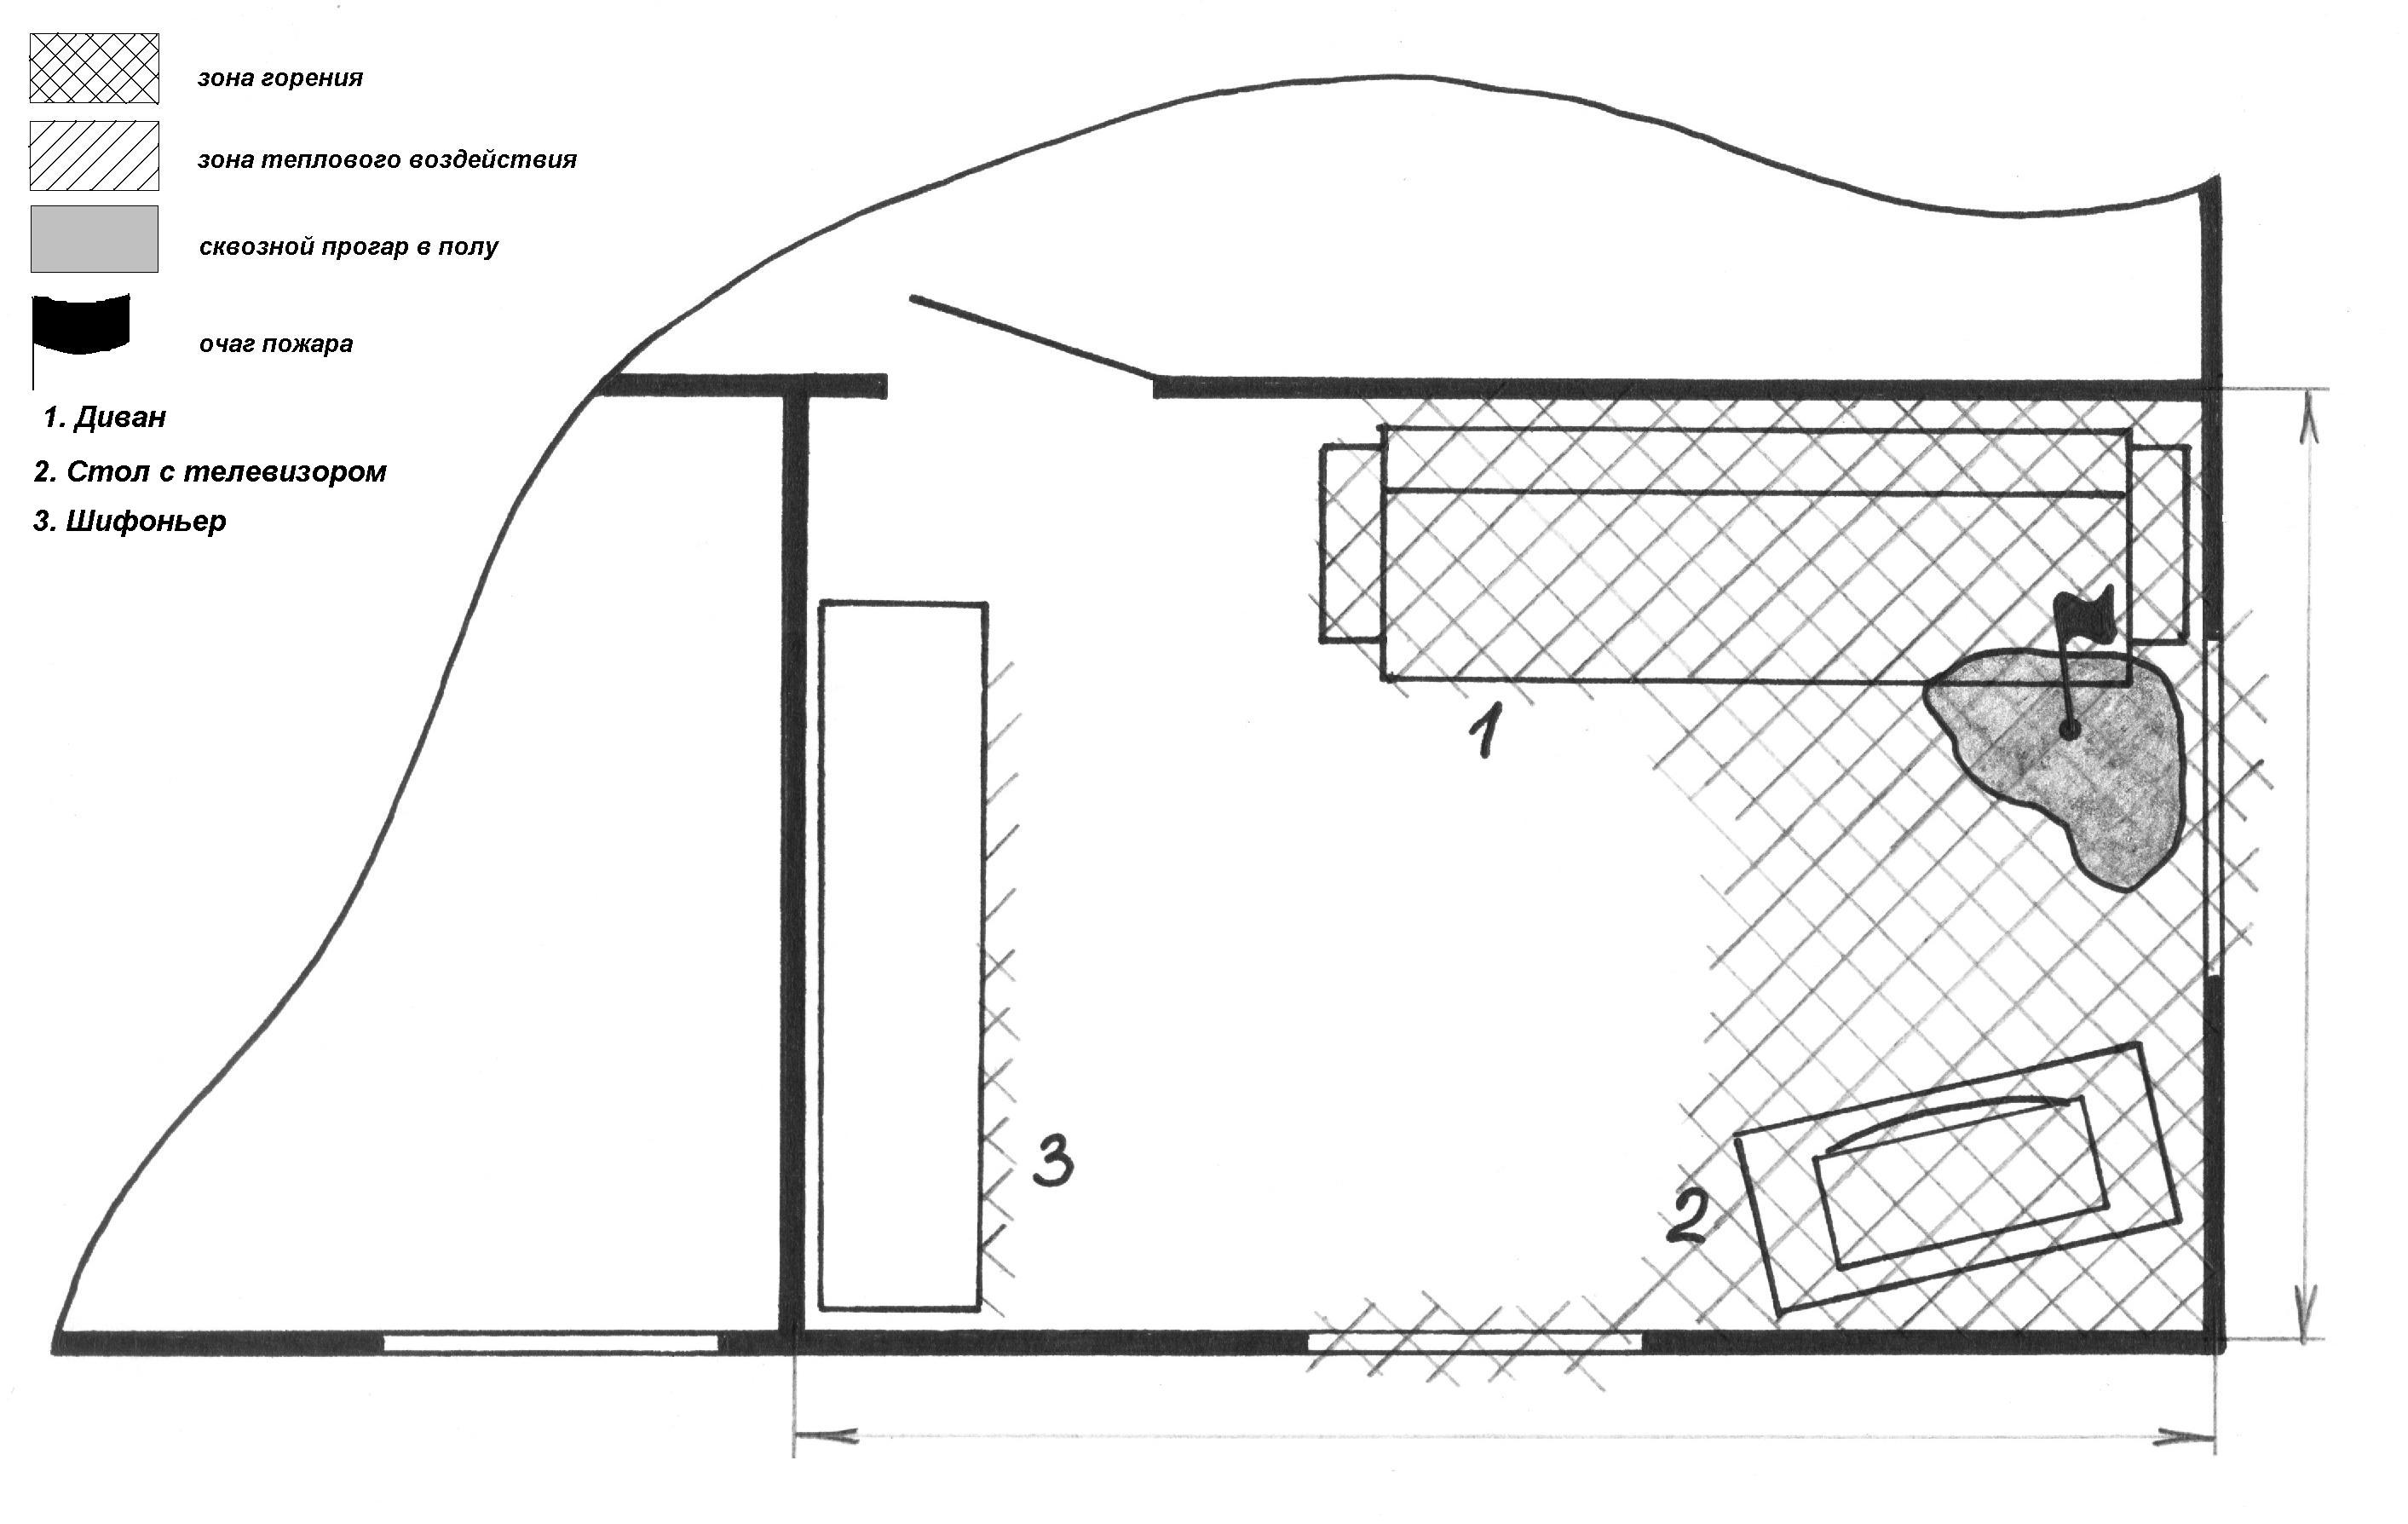 зона горения
зона теплового воздействия
сквозной прогар в полу
очаг пожара
1. Диван
2. Стол с телевизором
3. Шифоньер
1
3
2